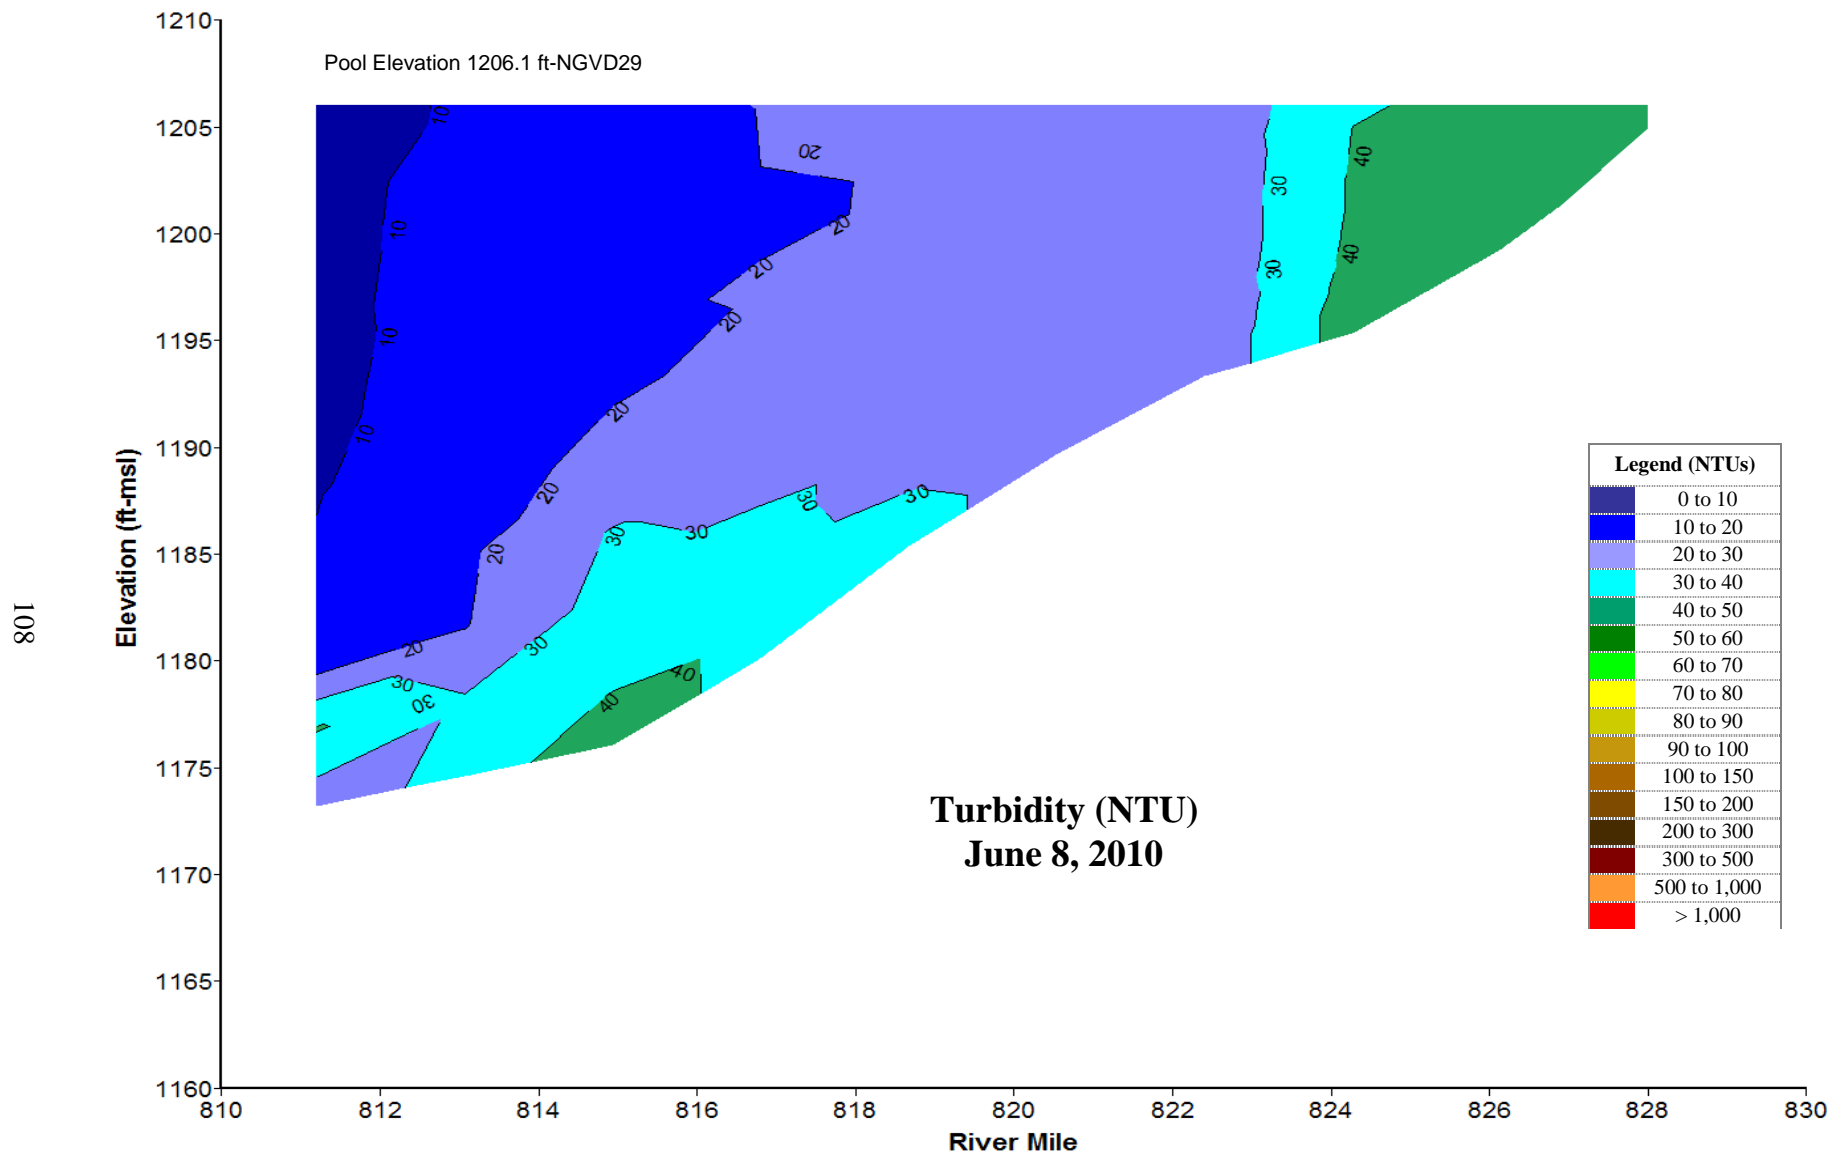 1210
Pool Elevation 1206.1 ft-NGVD29
1205
1200
1195
1190
1185
1180
1175
1170
1165
1160
Elevation (ft-msl)
108
10
10
10
10
20
20
20
20
20
20
20
20
30
30
30
30
30
30
30
30
30
40
40
40
40
Legend (NTUs)
0 to 10
10 to 20
20 to 30
30 to 40
40 to 50
50 to 60
60 to 70
70 to 80
80 to 90
90 to 100
100 to 150
150 to 200
200 to 300
300 to 500
500 to 1,000
> 1,000
Turbidity (NTU)
June 8, 2010
810 812 814 816 818 820 822 824 826 828 830
River Mile